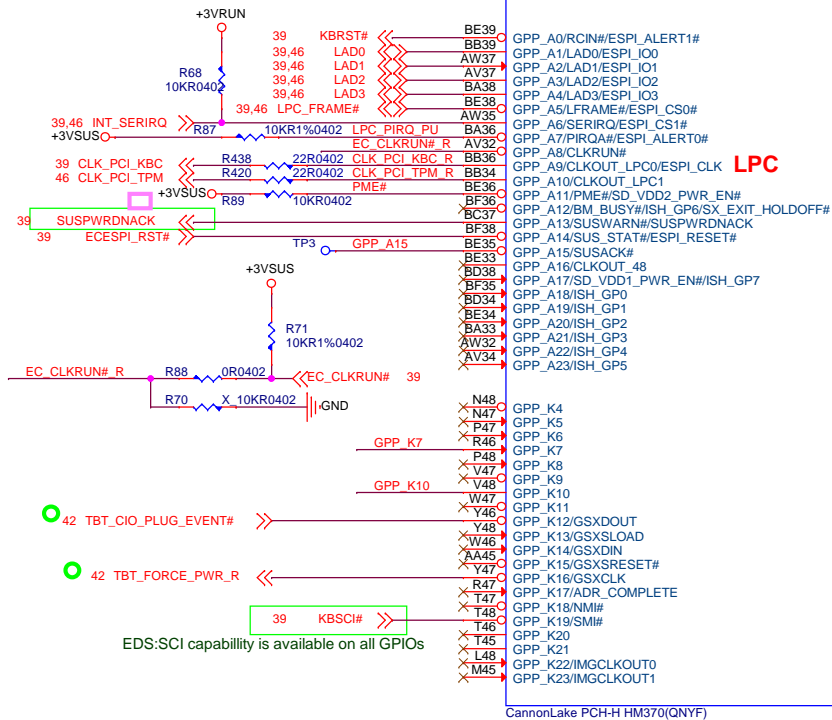 +3VRUN
39 KBRST# BE39 GPP_A0/RCIN#/ESPI_ALERT1#
39,46 LAD0 BB39 GPP_A1/LAD0/ESPI_IO0
39,46 LAD1 AW37 GPP_A2/LAD1/ESPI_IO1
39,46 LAD2 AV37 GPP_A3/LAD2/ESPI_IO2
39,46 LAD3 BA38 GPP_A4/LAD3/ESPI_IO3
R68
10KR0402
39,46 LPC_FRAME# BE38 GPP_A5/LFRAME#/ESPI_CS0#
39,46 INT_SERIRQ AW35 GPP_A6/SERIRQ/ESPI_CS1#
+3VSUS R87 10KR1%0402 LPC_PIRQ_PU BA36 GPP_A7/PIRQA#/ESPI_ALERT0#
EC_CLKRUN#_R AV32 GPP_A8/CLKRUN#
39 CLK_PCI_KBC R438 22R0402 CLK_PCI_KBC_R BB36 GPP_A9/CLKOUT_LPC0/ESPI_CLK
LPC
46 CLK_PCI_TPM R420 22R0402 CLK_PCI_TPM_R BB34 GPP_A10/CLKOUT_LPC1
+3VSUS R89 10KR0402 PME# BE36 GPP_A11/PME#/SD_VDD2_PWR_EN#
BF36 GPP_A12/BM_BUSY#/ISH_GP6/SX_EXIT_HOLDOFF#
39 SUSPWRDNACK BC37 GPP_A13/SUSWARN#/SUSPWRDNACK
39 ECESPI_RST# BF38 GPP_A14/SUS_STAT#/ESPI_RESET#
TP3 GPP_A15 BE35 GPP_A15/SUSACK#
BE33 GPP_A16/CLKOUT_48
BD38 GPP_A17/SD_VDD1_PWR_EN#/ISH_GP7
BF35 GPP_A18/ISH_GP0
BD34 GPP_A19/ISH_GP1
BE34 GPP_A20/ISH_GP2
BA33 GPP_A21/ISH_GP3
AW32 GPP_A22/ISH_GP4
AV34 GPP_A23/ISH_GP5
+3VSUS
R71
10KR1%0402
EC_CLKRUN#_R R88 0R0402 EC_CLKRUN# 39
R70 X_10KR0402 GND
N48 GPP_K4
N47 GPP_K5
P47 GPP_K6
GPP_K7 R46 GPP_K7
P48 GPP_K8
V47 GPP_K9
GPP_K10 V48 GPP_K10
W47 GPP_K11
42 TBT_CIO_PLUG_EVENT# Y46 GPP_K12/GSXDOUT
Y48 GPP_K13/GSXSLOAD
W46 GPP_K14/GSXDIN
AA45 GPP_K15/GSXSRESET#
42 TBT_FORCE_PWR_R Y47 GPP_K16/GSXCLK
R47 GPP_K17/ADR_COMPLETE
T47 GPP_K18/NMI#
39 KBSCI# T48 GPP_K19/SMI#
T46 GPP_K20
T45 GPP_K21
EDS:SCI capabillity is available on all GPIOs
L48 GPP_K22/IMGCLKOUT0
M45 GPP_K23/IMGCLKOUT1
CannonLake PCH-H HM370(QNYF)